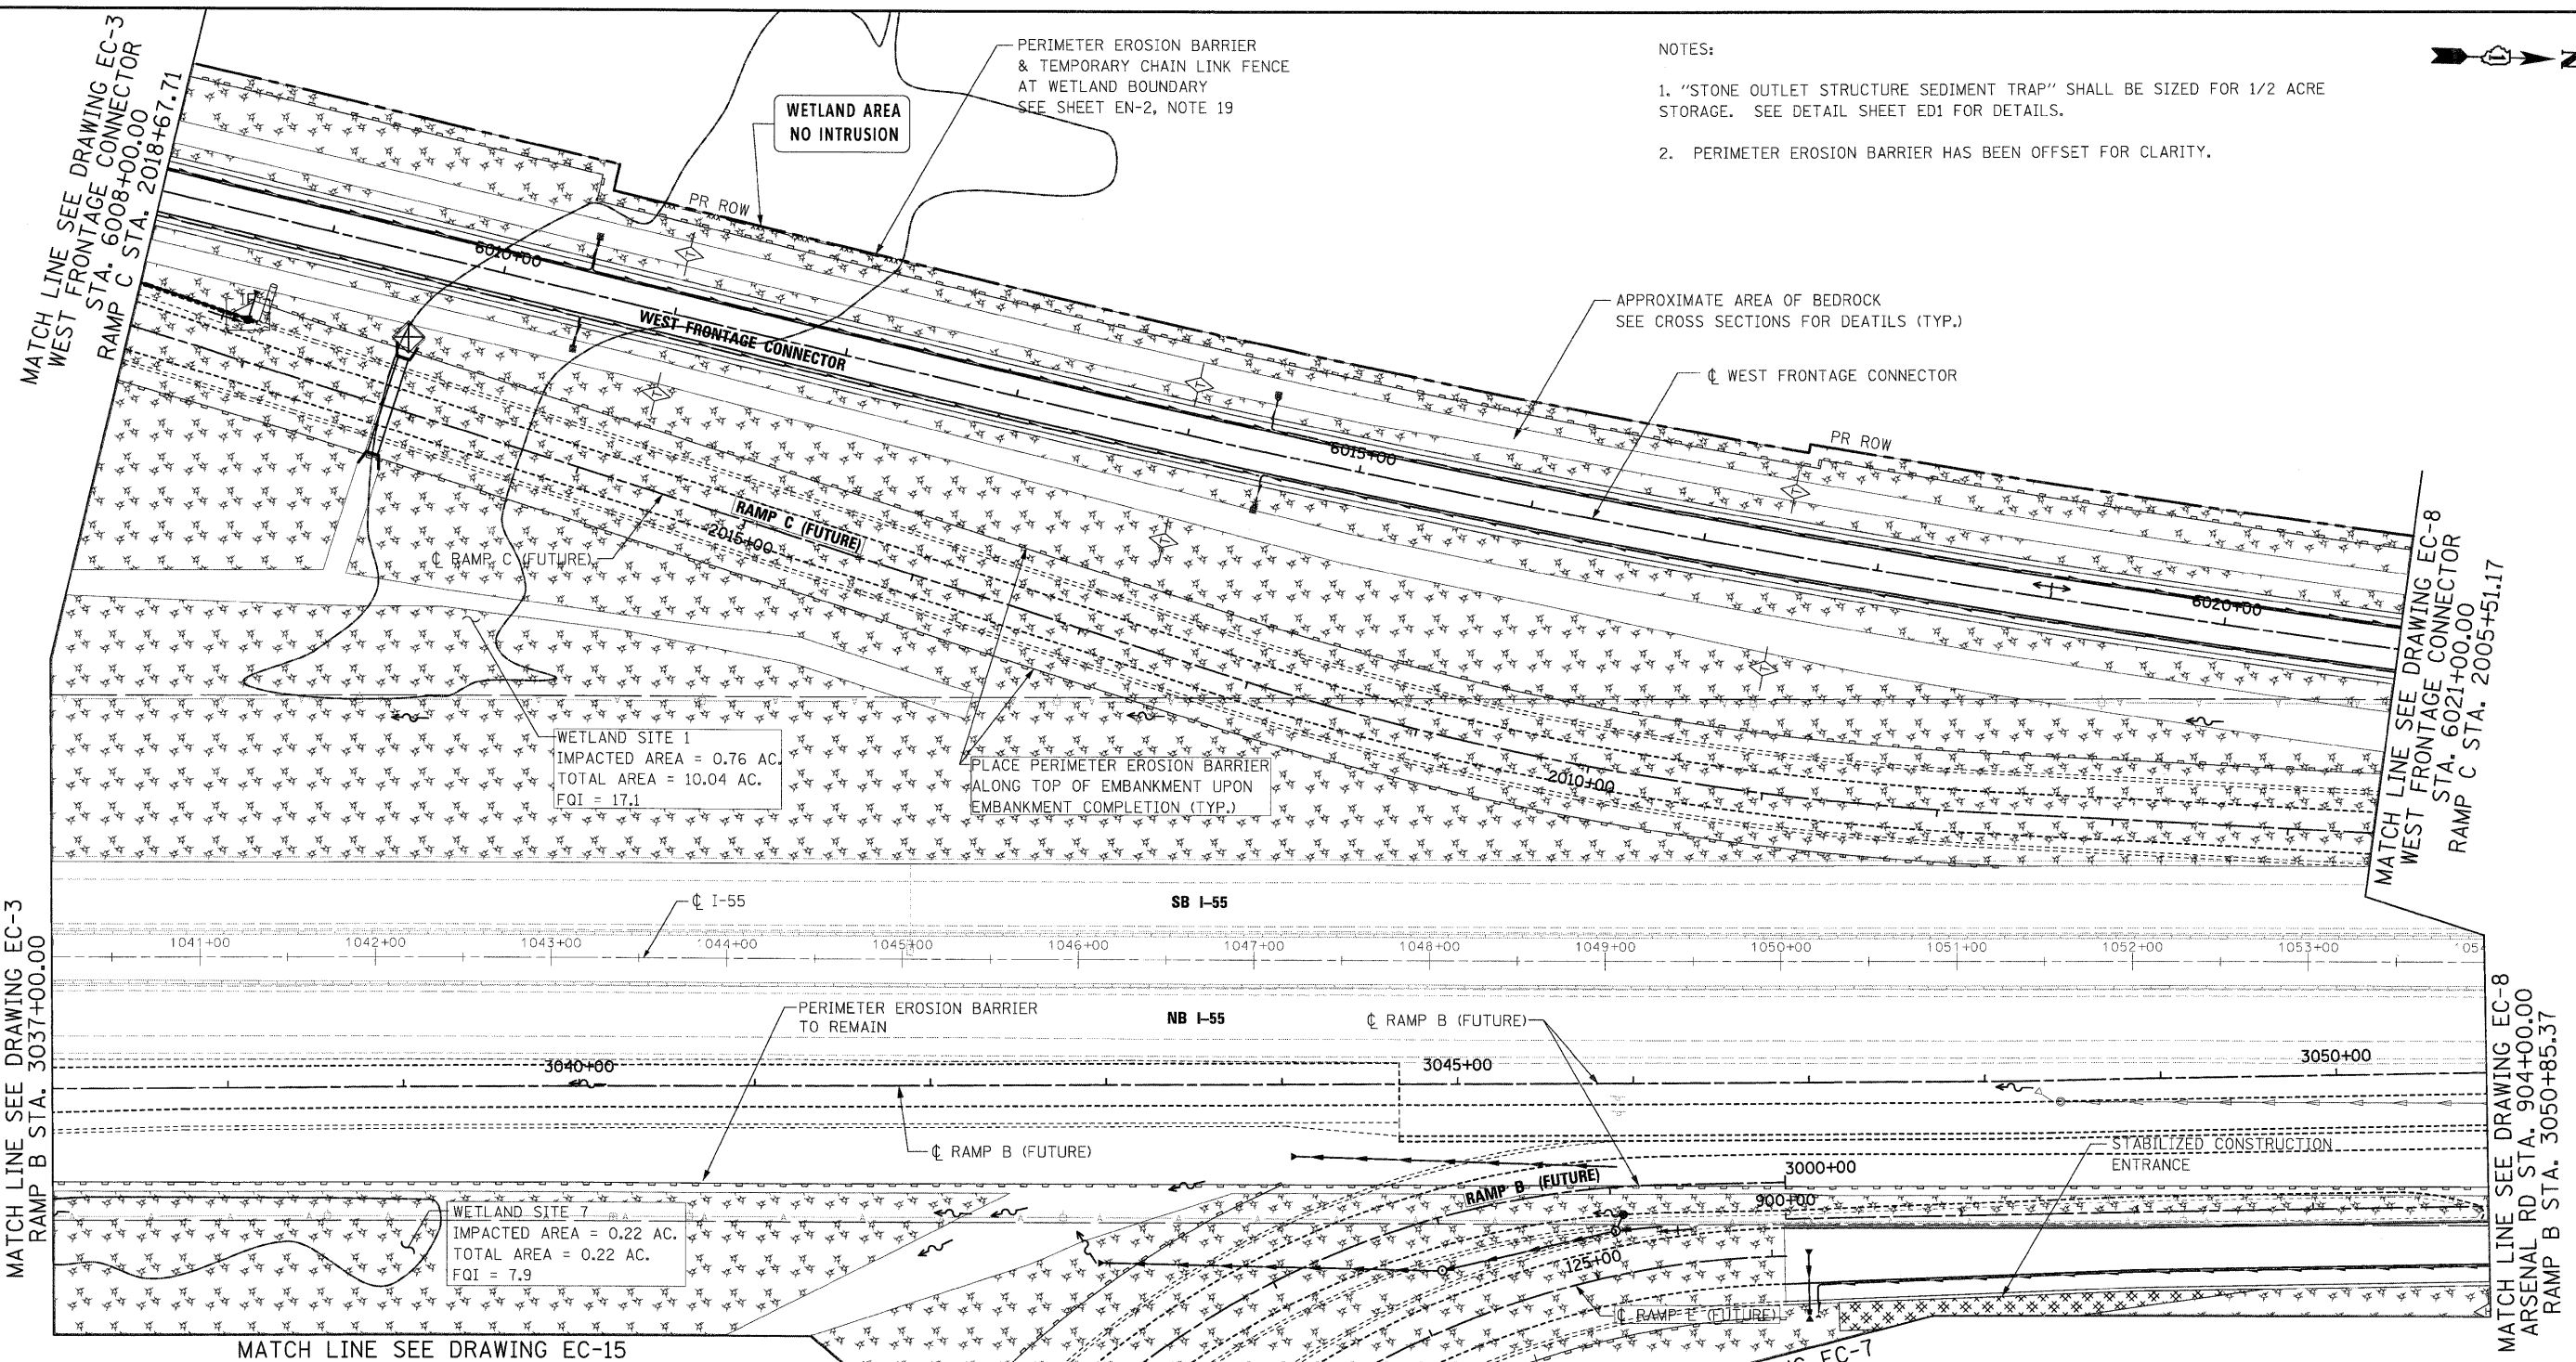 MATCH LINE SEE DRAWING EC-3
WEST FRONTAGE CONNECTOR
STA. 6008+00.00
RAMP C STA. 2018+67.71
PERIMETER EROSION BARRIER
& TEMPORARY CHAIN LINK FENCE
AT WETLAND BOUNDARY
SEE SHEET EN-2, NOTE 19
WETLAND AREA
NO INTRUSION
NOTES:
1. "STONE OUTLET STRUCTURE SEDIMENT TRAP" SHALL BE SIZED FOR 1/2 ACRE
STORAGE. SEE DETAIL SHEET ED1 FOR DETAILS.
2. PERIMETER EROSION BARRIER HAS BEEN OFFSET FOR CLARITY.
N
PR ROW
6010+00
WEST FRONTAGE CONNECTOR
APPROXIMATE AREA OF BEDROCK
SEE CROSS SECTIONS FOR DEATILS (TYP.)
℄ WEST FRONTAGE CONNECTOR
PR ROW
6015+00
6020+00
RAMP C (FUTURE)
2015+00
℄ RAMP C (FUTURE)
2010+00
MATCH LINE SEE DRAWING EC-8
WEST FRONTAGE CONNECTOR
STA. 6021+00.00
RAMP C STA. 2005+51.17
WETLAND SITE 1
IMPACTED AREA = 0.76 AC.
TOTAL AREA = 10.04 AC.
FQI = 17.1
PLACE PERIMETER EROSION BARRIER
ALONG TOP OF EMBANKMENT UPON
EMBANKMENT COMPLETION (TYP.)
℄ I-55
SB I-55
1041+00 1042+00 1043+00 1044+00 1045+00 1046+00 1047+00 1048+00 1049+00 1050+00 1051+00 1052+00 1053+00 105
MATCH LINE SEE DRAWING EC-3
RAMP B STA. 3037+00.00
PERIMETER EROSION BARRIER
TO REMAIN
NB I-55
℄ RAMP B (FUTURE)
3040+00
3045+00
3050+00
℄ RAMP B (FUTURE)
STABILIZED CONSTRUCTION
ENTRANCE
RAMP B (FUTURE)
3000+00
900+00
WETLAND SITE 7
IMPACTED AREA = 0.22 AC.
TOTAL AREA = 0.22 AC.
FQI = 7.9
125+00
℄ RAMP E (FUTURE)
MATCH LINE SEE DRAWING EC-8
ARSENAL RD STA. 904+00.00
RAMP B STA. 3050+85.37
MATCH LINE SEE DRAWING EC-15
EC-7